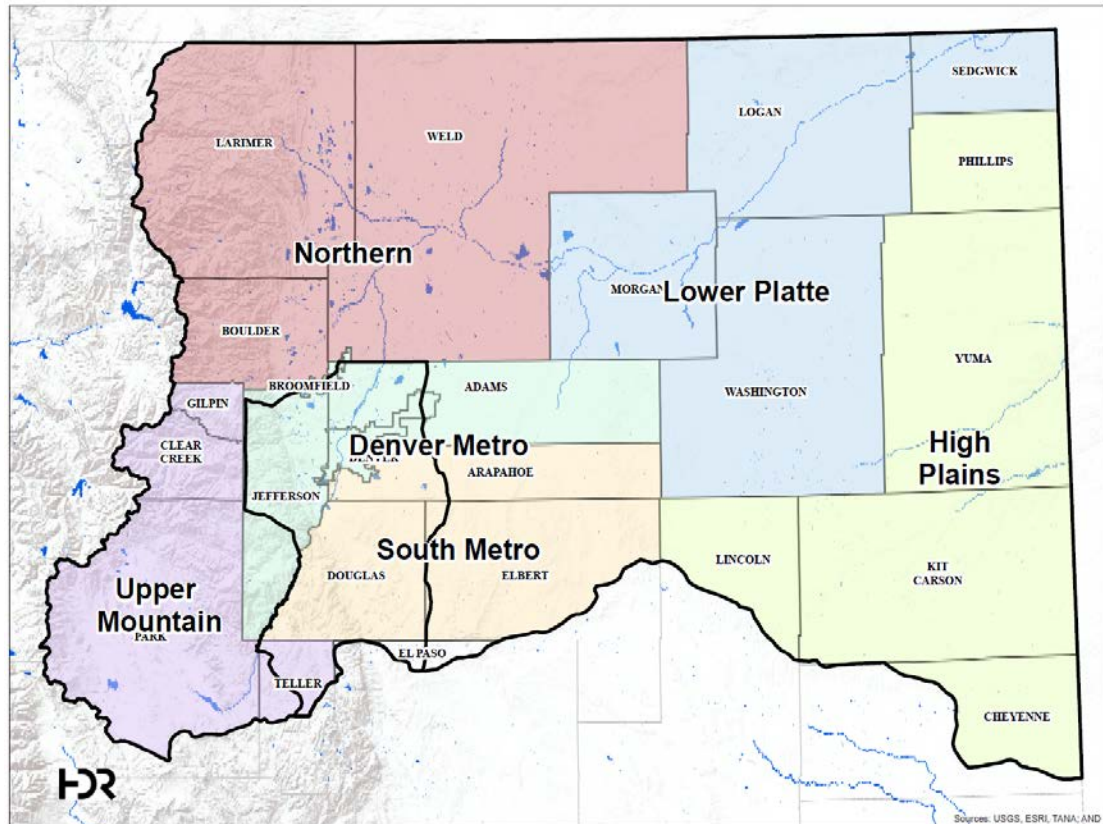 SEDGWICK
LOGAN
WELD
LARIMER
PHILLIPS
Northern
MORGAN
Lower Platte
BOULDER
YUMA
BROOMFIELD
ADAMS
WASHINGTON
GILPIN
CLEAR
CREEK
Denver Metro
DENVER
ARAPAHOE
High
Plains
JEFFERSON
South Metro
DOUGLAS
ELBERT
LINCOLN
KIT
CARSON
Upper
Mountain
PARK
EL PASO
TELLER
CHEYENNE
HDR
Sources: USGS, ESRI, TANA; AND